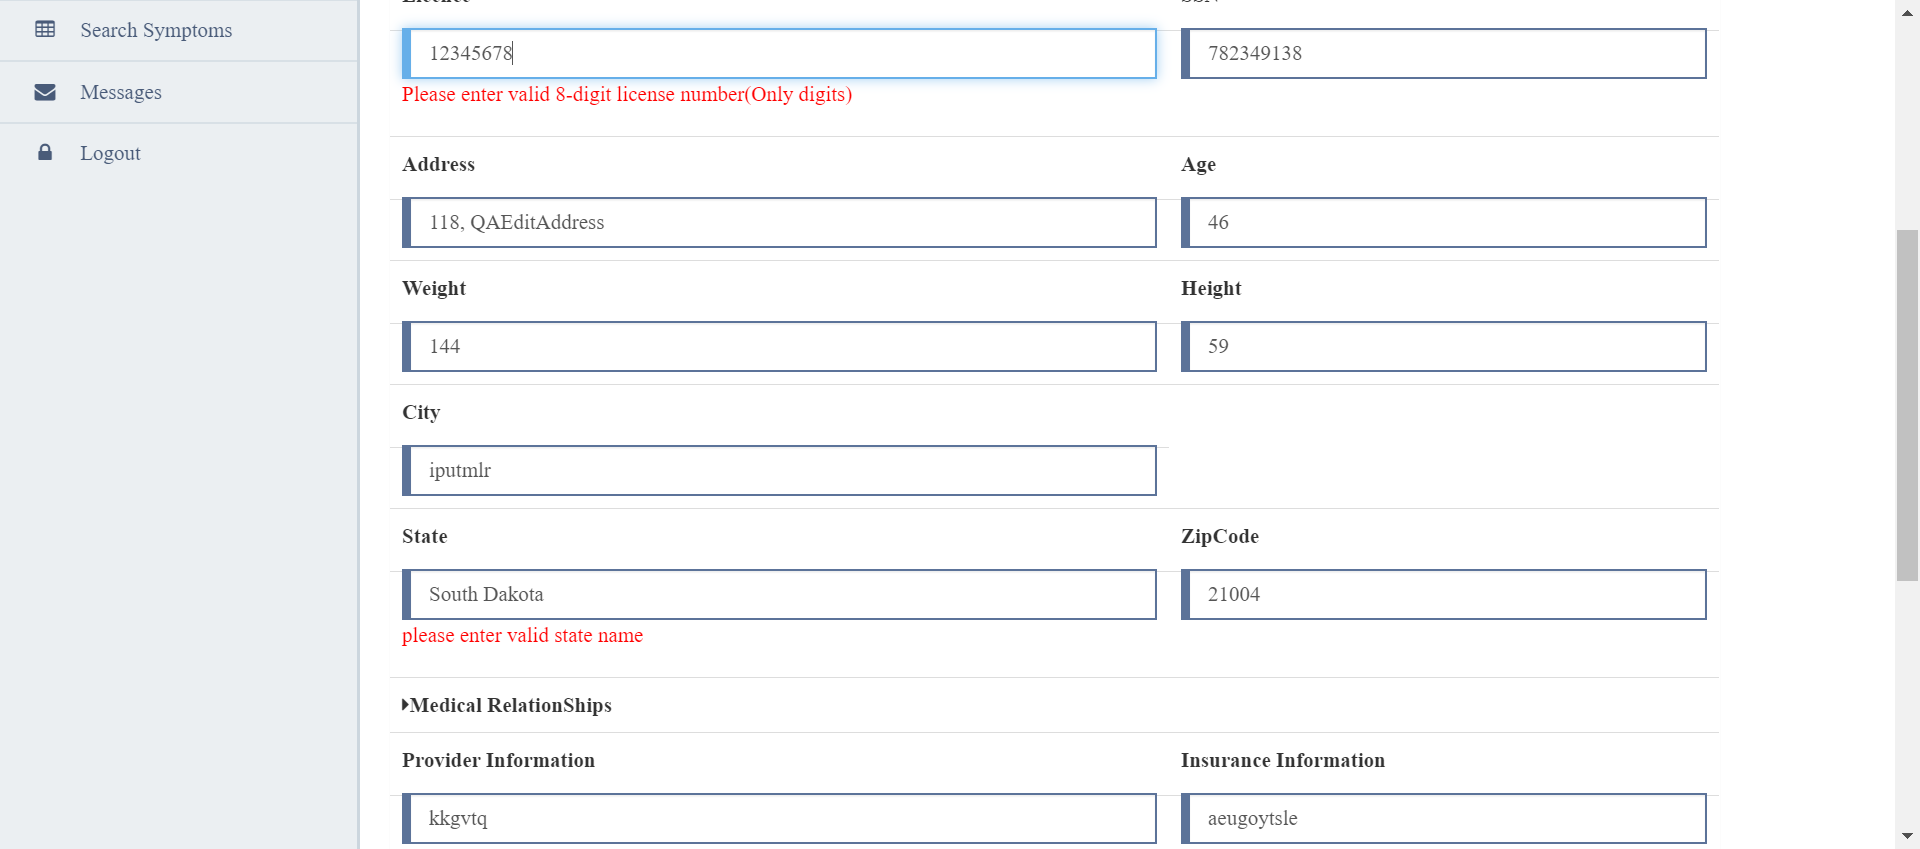 Search Symptoms
Messages
Logout
Licence SSN
12345678 782349138
Please enter valid 8-digit license number(Only digits)
Address Age
118, QAEditAddress 46
Weight Height
144 59
City
iputmlr
State ZipCode
South Dakota 21004
please enter valid state name
Medical RelationShips
Provider Information Insurance Information
kkgvtq aeugoytsle